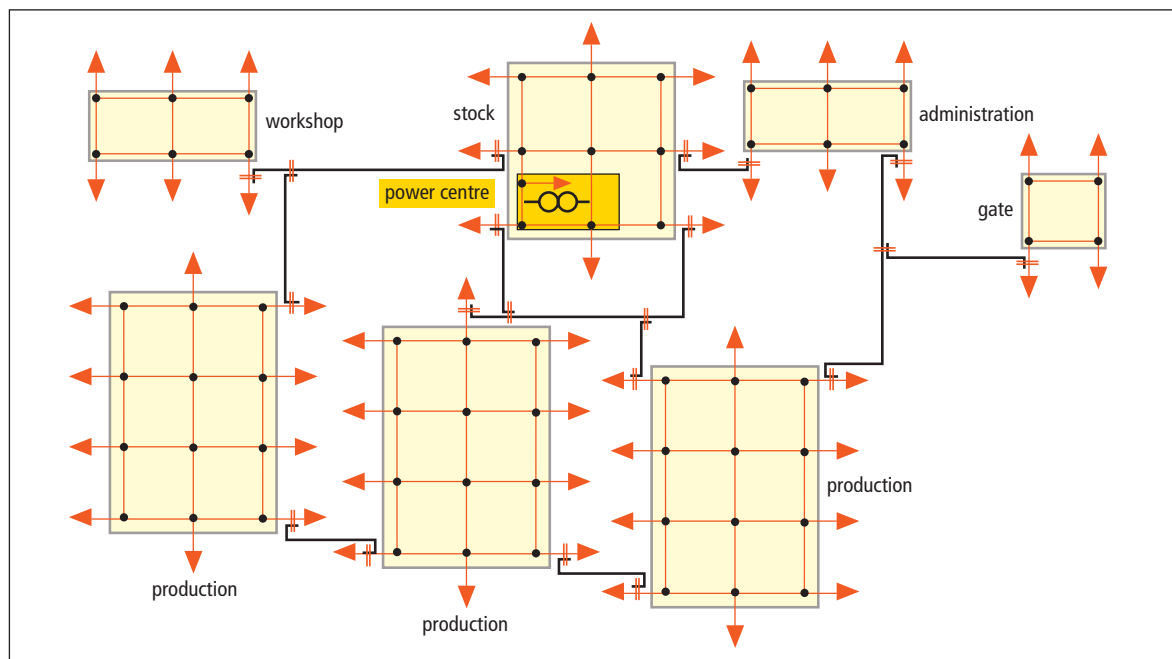 workshop
stock
administration
power centre
gate
production
production
production